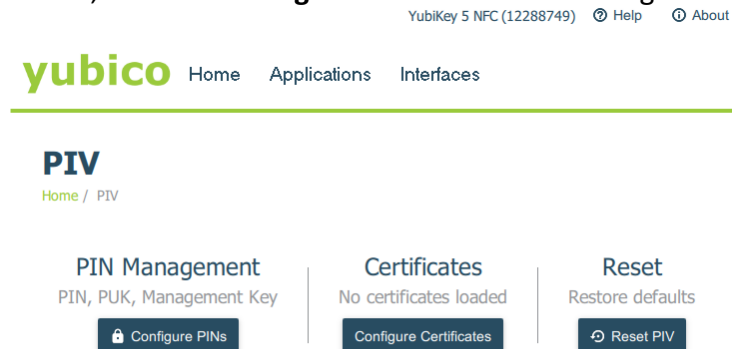 YubiKey 5 NFC (12288749) Help About
yubico Home Applications Interfaces
PIV
Home / PIV
PIN Management Certificates Reset
PIN, PUK, Management Key No certificates loaded Restore defaults
Configure PINs Configure Certificates Reset PIV